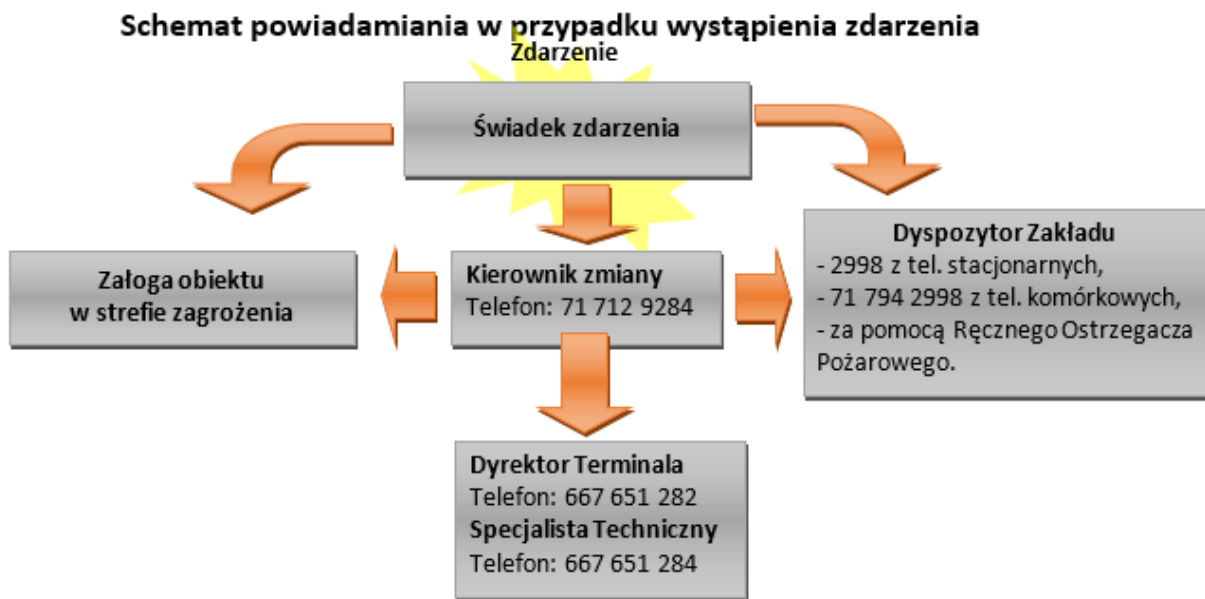 Schemat powiadamiania w przypadku wystąpienia zdarzenia
Zdarzenie
Świadek zdarzenia
Załoga obiektu
w strefie zagrożenia
Kierownik zmiany
Telefon: 71 712 9284
Dyspozytor Zakładu
- 2998 z tel. stacjonarnych,
- 71 794 2998 z tel. komórkowych,
- za pomocą Ręcznego Ostrzegacza
Pożarowego.
Dyrektor Terminala
Telefon: 667 651 282
Specjalista Techniczny
Telefon: 667 651 284